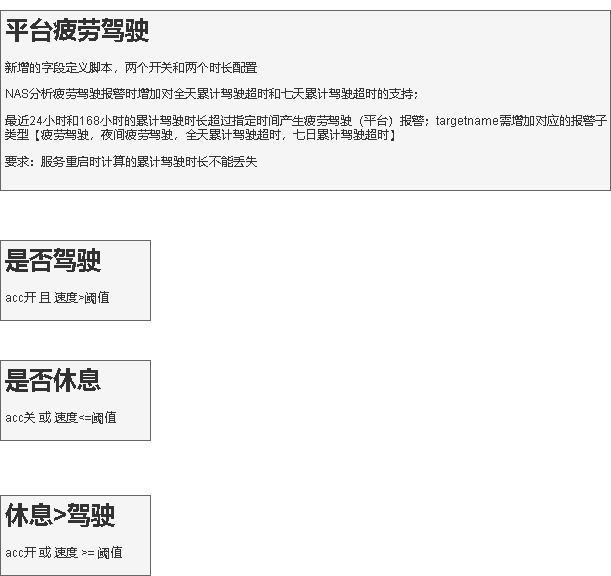 平台疲劳驾驶
新增的字段定义脚本，两个开关和两个时长配置
NAS分析疲劳驾驶报警时增加对全天累计驾驶超时和七天累计驾驶超时的支持；
最近24小时和168小时的累计驾驶时长超过指定时间产生疲劳驾驶（平台）报警；targetname需增加对应的报警子
类型【疲劳驾驶，夜间疲劳驾驶，全天累计驾驶超时，七日累计驾驶超时】
要求：服务重启时计算的累计驾驶时长不能丢失
是否驾驶
acc开 且 速度>阈值
是否休息
acc关 或 速度<=阈值
休息>驾驶
acc开 或 速度 >= 阈值